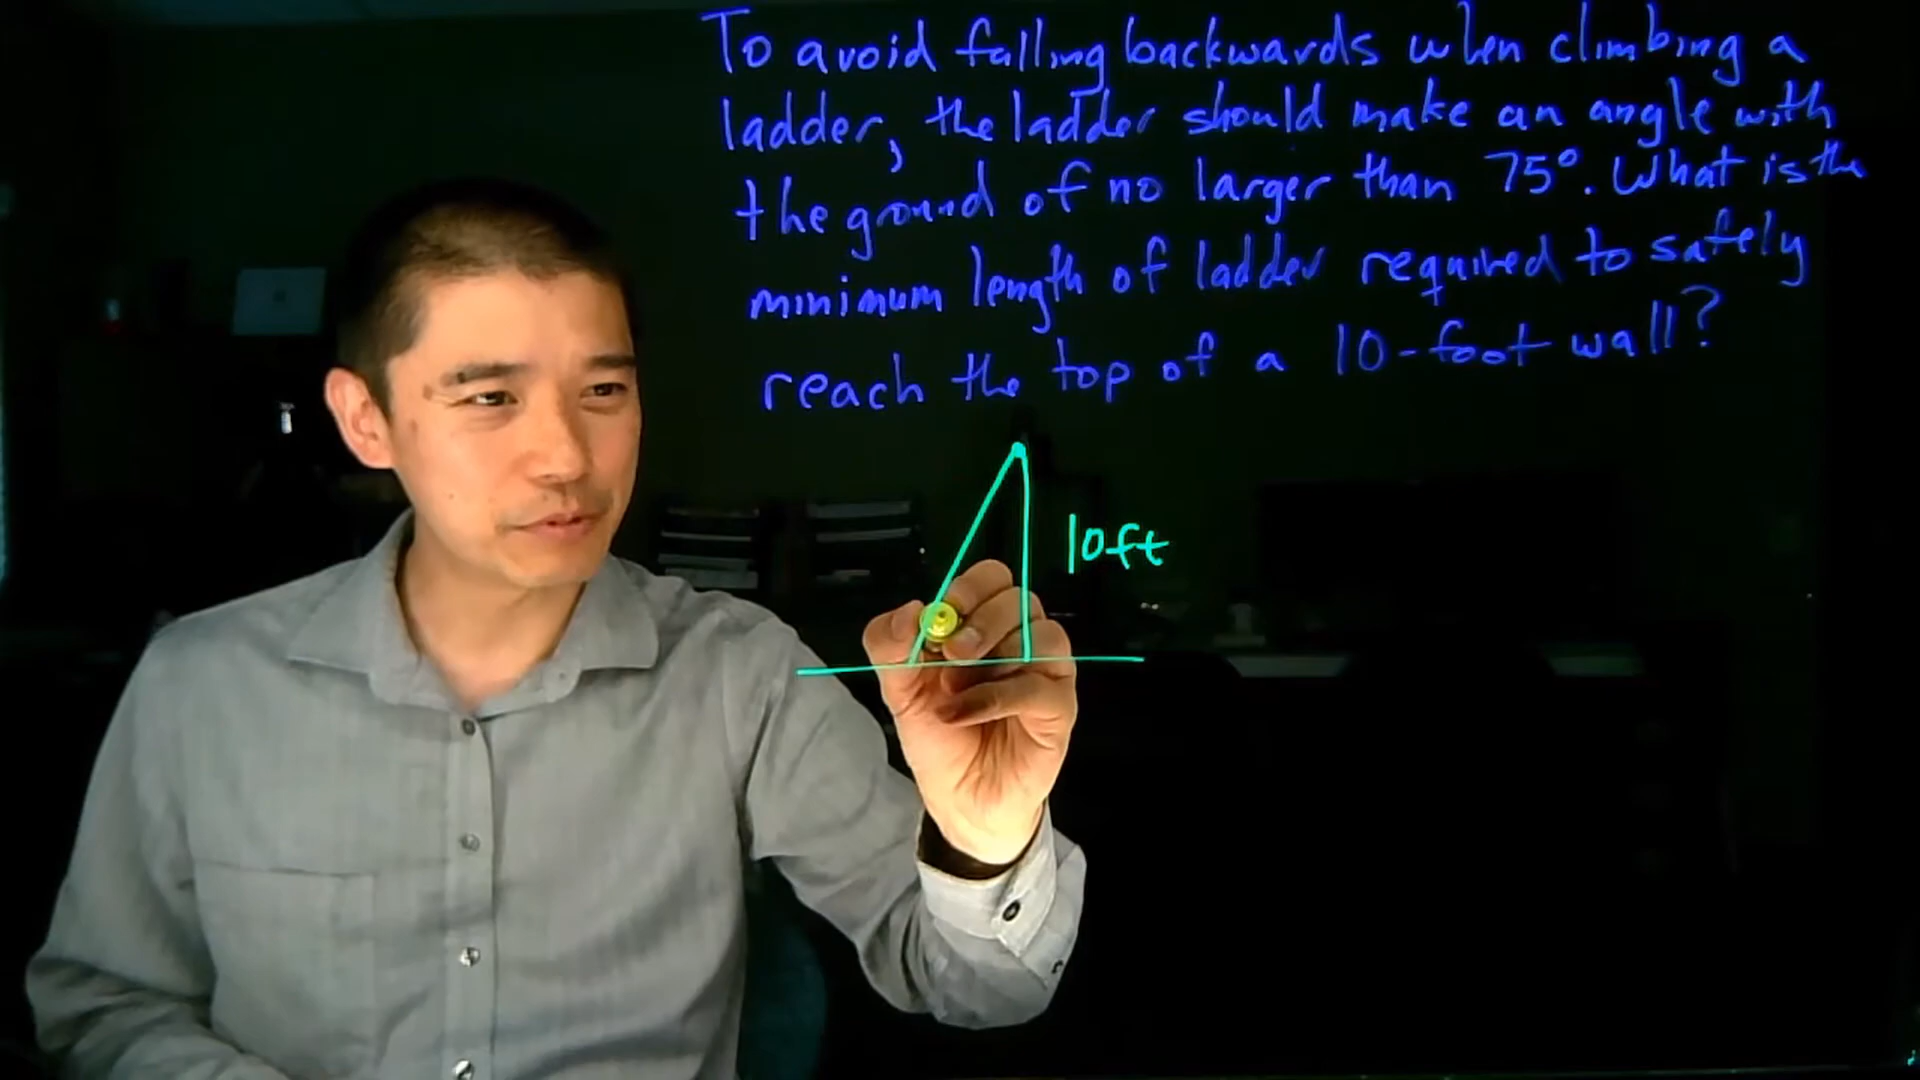 To avoid falling backwards when climbing a
ladder, the ladder should make an angle with
the ground of no larger than 75°. What is the
minimum length of ladder required to safely
reach the top of a 10-foot wall?
10ft